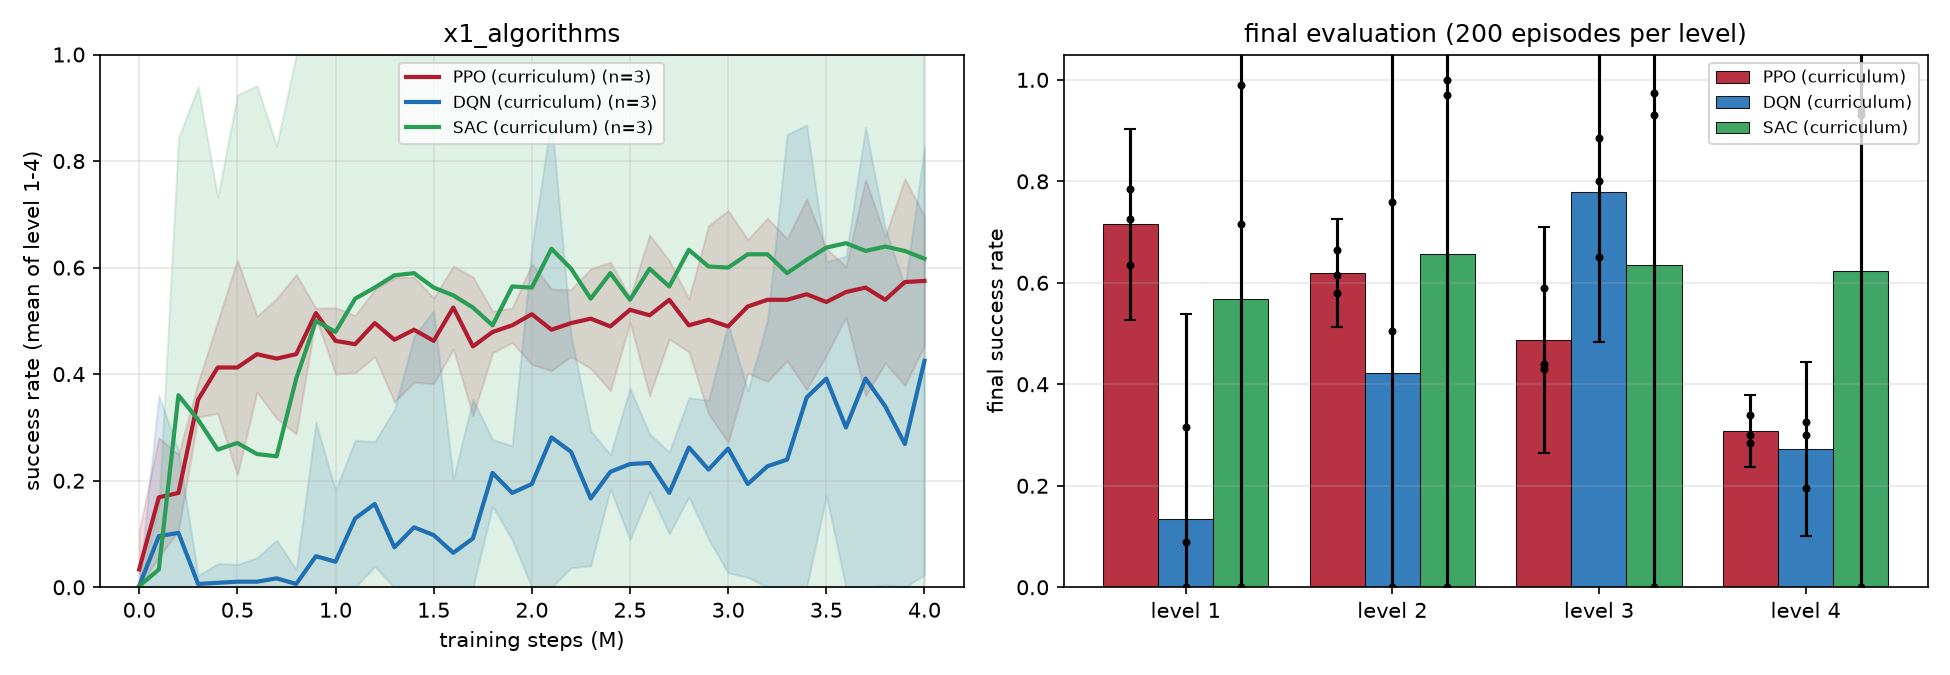 x1_algorithms
success rate (mean of level 1-4)
1.0
0.8
0.6
0.4
0.2
0.0
PPO (curriculum) (n=3)
DQN (curriculum) (n=3)
SAC (curriculum) (n=3)
0.0 0.5 1.0 1.5 2.0 2.5 3.0 3.5 4.0
training steps (M)
final evaluation (200 episodes per level)
final success rate
1.0
0.8
0.6
0.4
0.2
0.0
PPO (curriculum)
DQN (curriculum)
SAC (curriculum)
level 1 level 2 level 3 level 4